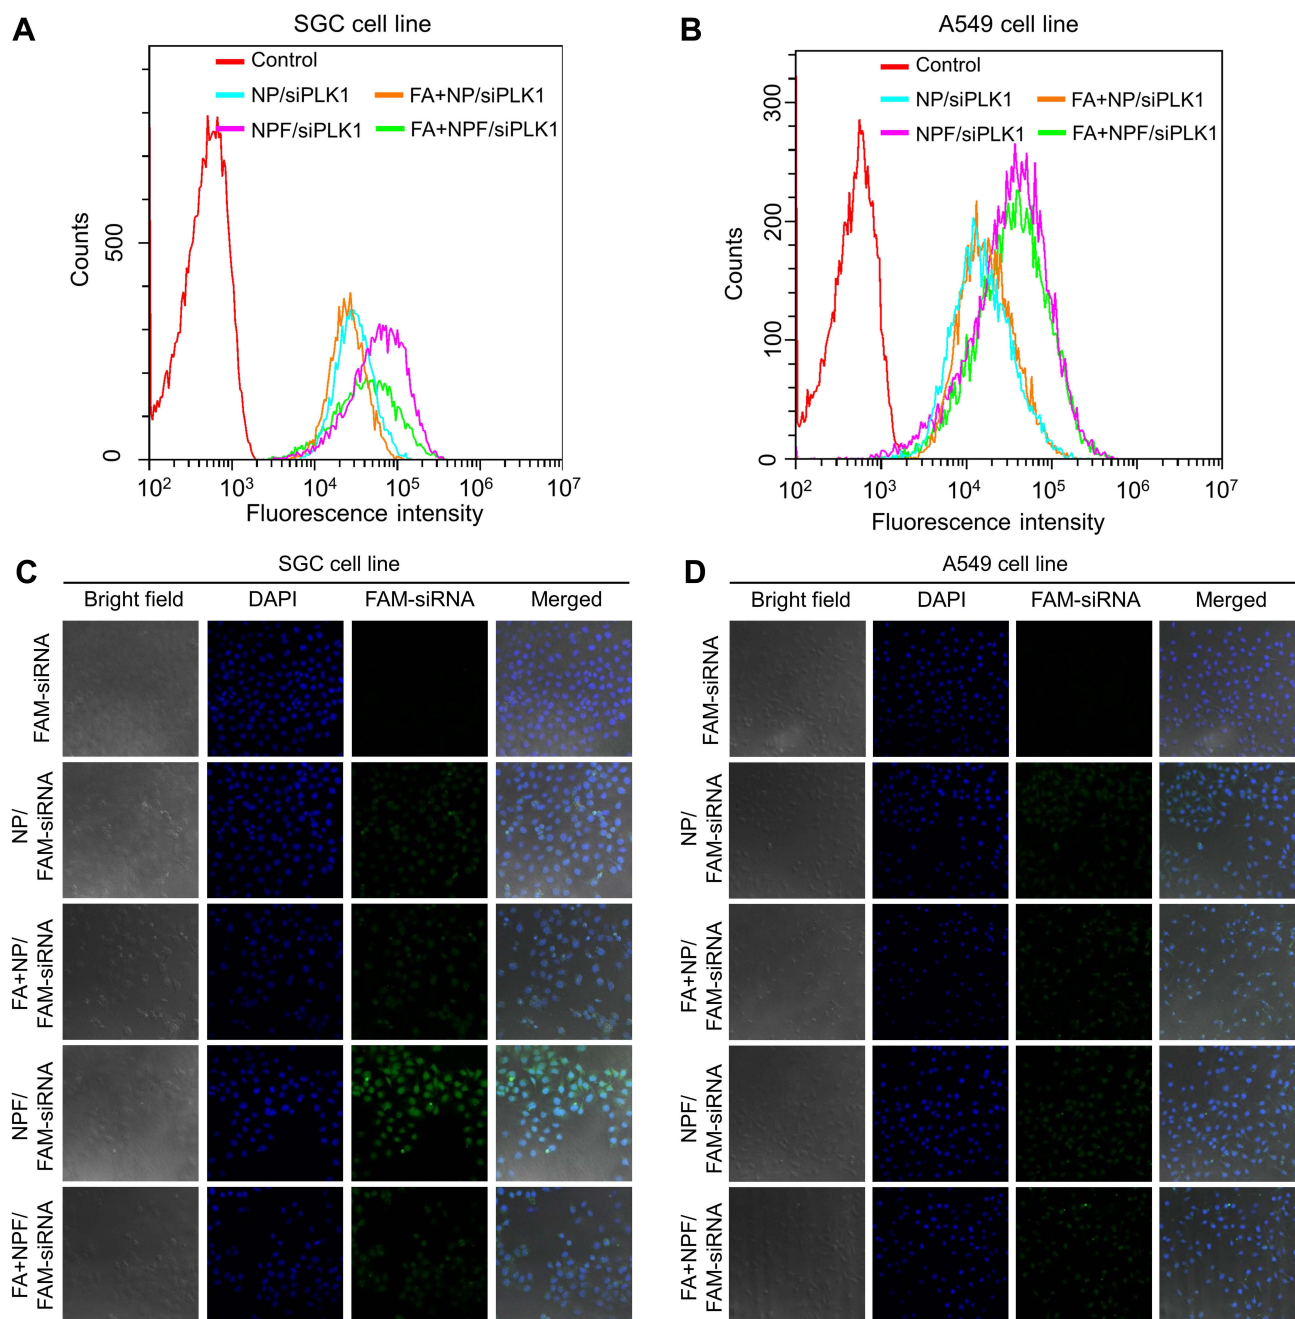 A
SGC cell line
Control
NP/siPLK1
FA+NP/siPLK1
NPF/siPLK1
FA+NPF/siPLK1
Counts
500
0
10^2 10^3 10^4 10^5 10^6 10^7
Fluorescence intensity
B
A549 cell line
Control
NP/siPLK1
FA+NP/siPLK1
NPF/siPLK1
FA+NPF/siPLK1
Counts
300
200
100
0
10^2 10^3 10^4 10^5 10^6 10^7
Fluorescence intensity
C
SGC cell line
Bright field DAPI FAM-siRNA Merged
FAM-siRNA
NP/
FAM-siRNA
FA+NP/
FAM-siRNA
NPF/
FAM-siRNA
FA+NPF/
FAM-siRNA
D
A549 cell line
Bright field DAPI FAM-siRNA Merged
FAM-siRNA
NP/
FAM-siRNA
FA+NP/
FAM-siRNA
NPF/
FAM-siRNA
FA+NPF/
FAM-siRNA